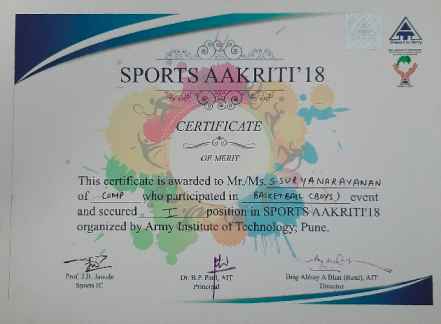 SPORTS AAKRITI'18
CERTIFICATE
OF MERIT
This certificate is awarded to Mr./Ms. S.SURYANARAYANAN
of COMP who participated in BASKETBALL (BOYS) event
and secured I position in SPORTS AAKRITI'18
organized by Army Institute of Technology, Pune.
Prof. J.D. Dr. B.P. Patil, AIT Brig Abhay A Bhat (Retd), AIT
Sports IC Principal Director